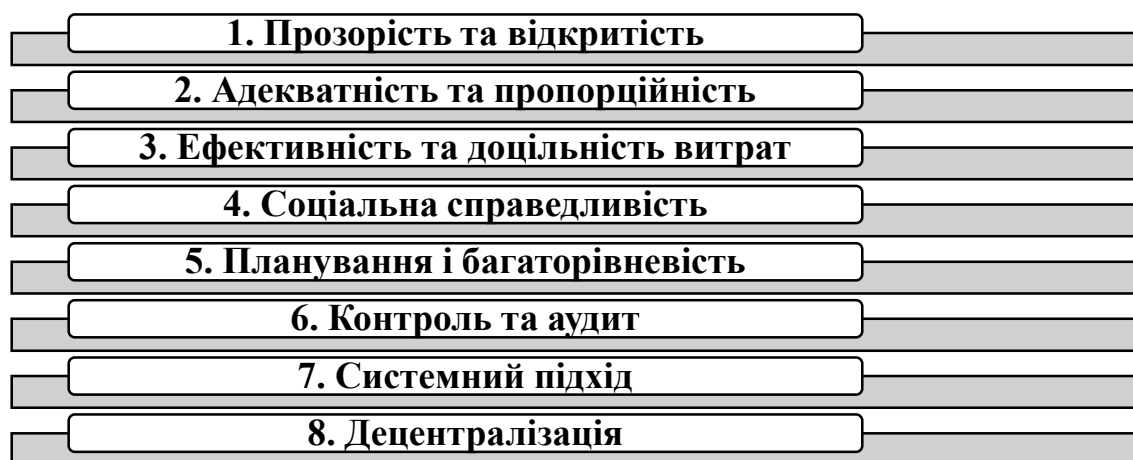 1. Прозорість та відкритість
2. Адекватність та пропорційність
3. Ефективність та доцільність витрат
4. Соціальна справедливість
5. Планування і багаторівневість
6. Контроль та аудит
7. Системний підхід
8. Децентралізація